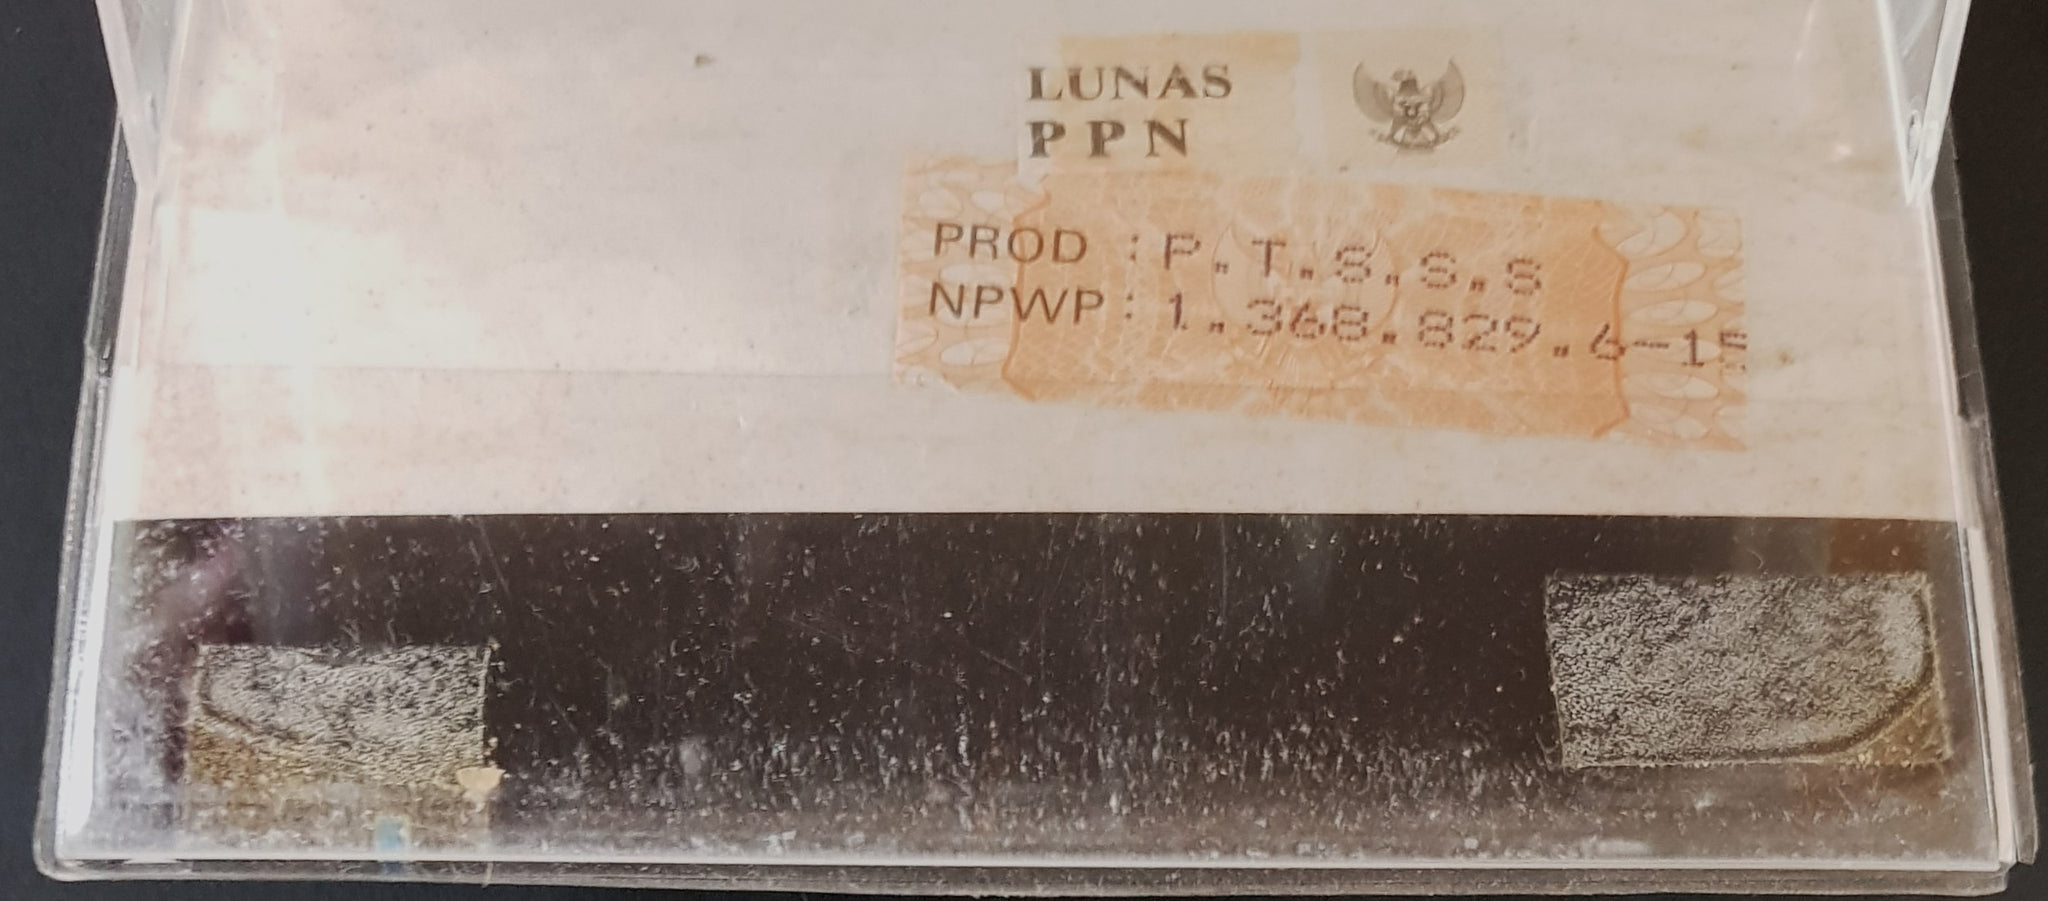 LUNAS
PPN
PROD : P.T.S.S.S
NPWP : 1.368.829.6-15